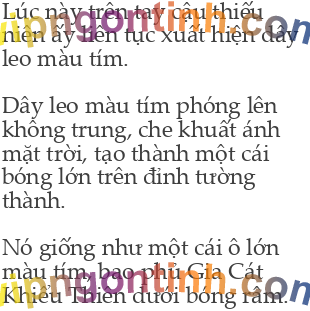 Lúc này trên tay cậu thiếu
niên ấy liên tục xuất hiện dây
leo màu tím.
Dây leo màu tím phóng lên
không trung, che khuất ánh
mặt trời, tạo thành một cái
bóng lớn trên đỉnh tường
thành.
Nó giống như một cái ô lớn
màu tím, bao phủ Gia Cát
Khiểu Thiên dưới bóng râm.